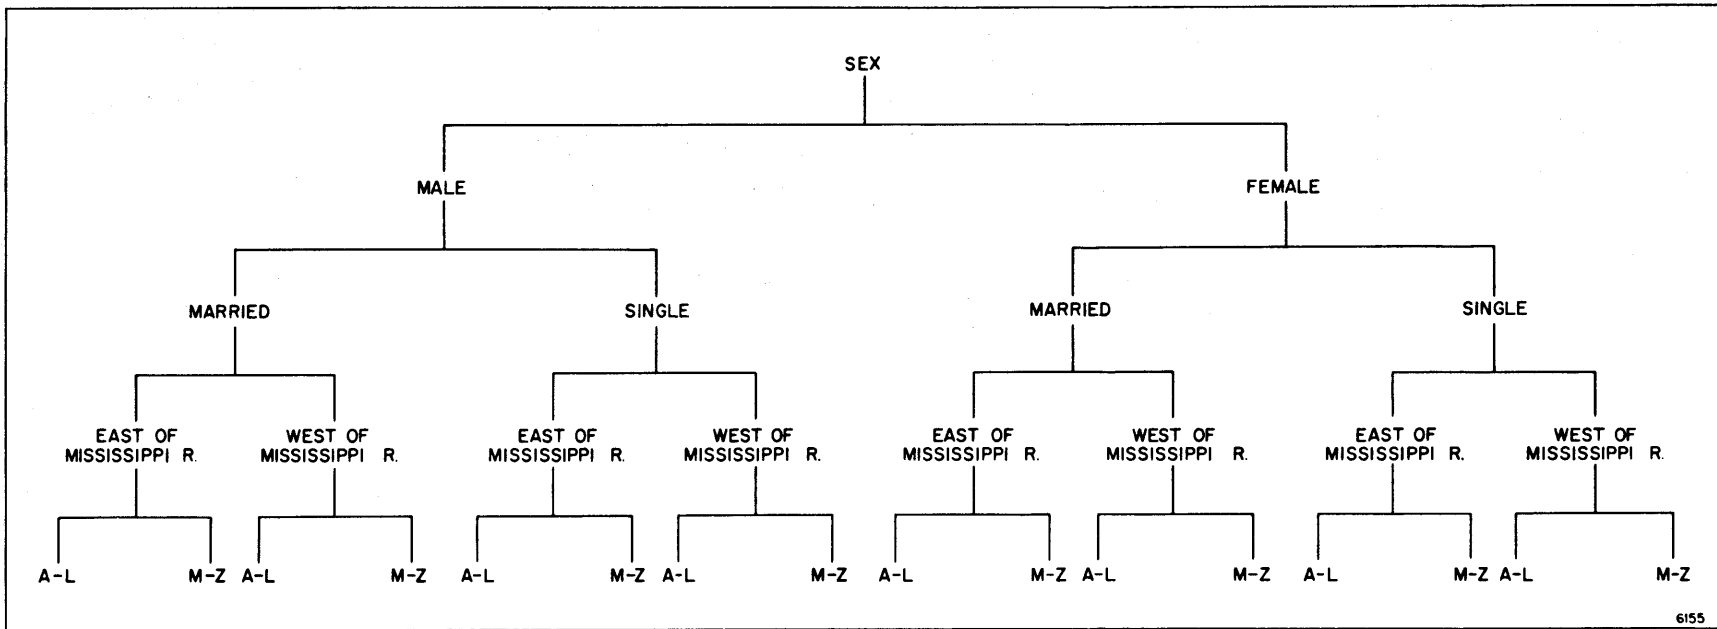 SEX
MALE
FEMALE
MARRIED
SINGLE
MARRIED
SINGLE
EAST OF
MISSISSIPPI R.
WEST OF
MISSISSIPPI R.
EAST OF
MISSISSIPPI R.
WEST OF
MISSISSIPPI R.
EAST OF
MISSISSIPPI R.
WEST OF
MISSISSIPPI R.
EAST OF
MISSISSIPPI R.
WEST OF
MISSISSIPPI R.
A-L
M-Z
A-L
M-Z
A-L
M-Z
A-L
M-Z
A-L
M-Z
A-L
M-Z
A-L
M-Z
A-L
M-Z
6155